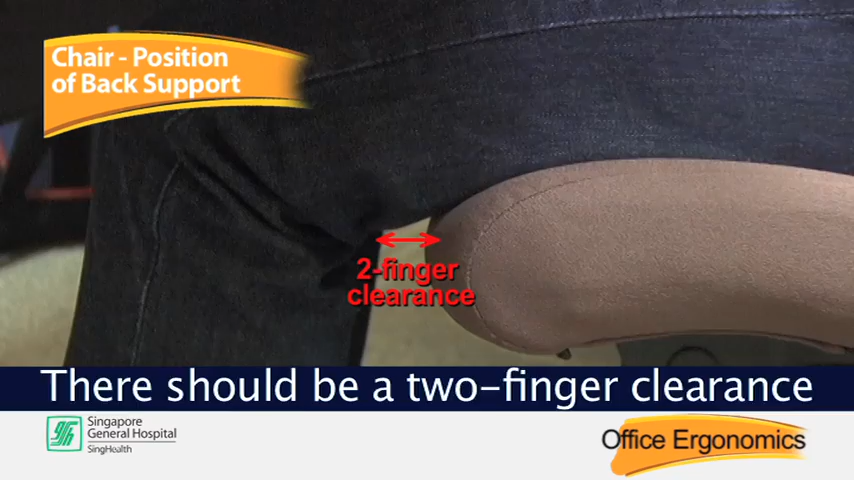 Chair - Position
of Back Support
2-finger
clearance
There should be a two-finger clearance
Singapore
General Hospital
SingHealth
Office Ergonomics